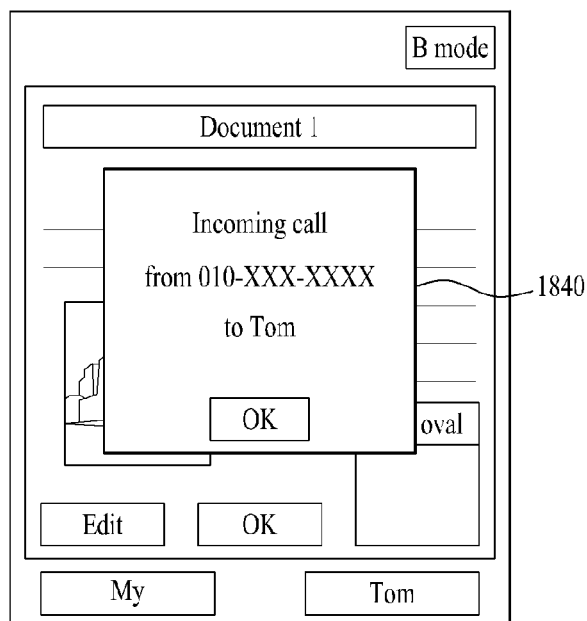 B mode
Document 1
Incoming call
from 010-XXX-XXXX
to Tom
1840
OK
oval
Edit
OK
My
Tom